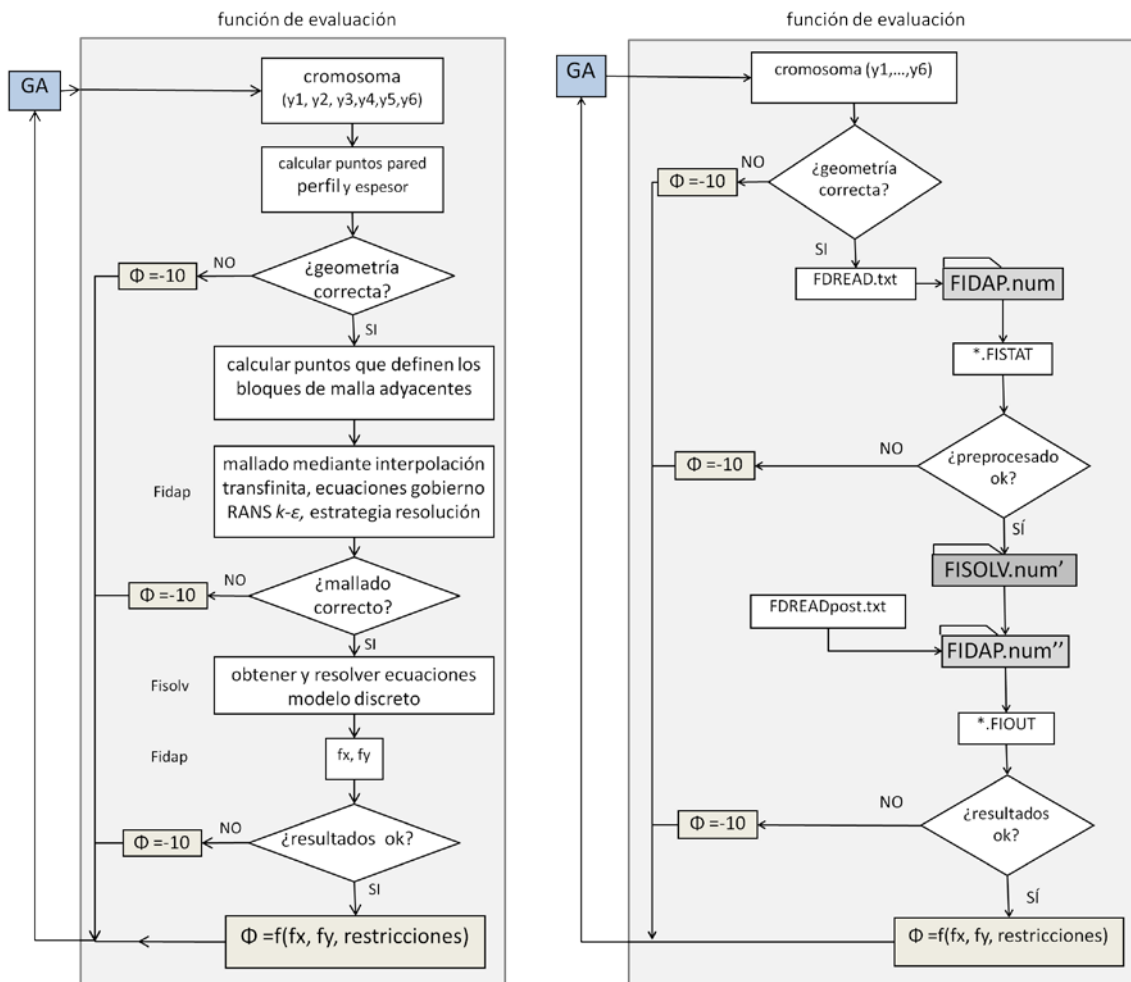 función de evaluación
GA
cromosoma
(y1, y2, y3,y4,y5,y6)
calcular puntos pared
perfil y espesor
¿geometría
correcta?
NO
Φ =-10
SI
calcular puntos que definen los
bloques de malla adyacentes
Fidap
mallado mediante interpolación
transfinita, ecuaciones gobierno
RANS k-ε, estrategia resolución
¿mallado
correcto?
NO
Φ =-10
SI
Fisolv
obtener y resolver ecuaciones
modelo discreto
Fidap
fx, fy
¿resultados ok?
NO
Φ =-10
SI
Φ =f(fx, fy, restricciones)
función de evaluación
GA
cromosoma (y1,...,y6)
¿geometría
correcta?
NO
Φ =-10
SI
FDREAD.txt
FIDAP.num
*.FISTAT
¿preprocesado
ok?
NO
Φ =-10
SÍ
FISOLV.num'
FDREADpost.txt
FIDAP.num''
*.FIOUT
¿resultados
ok?
NO
Φ =-10
SÍ
Φ =f(fx, fy, restricciones)